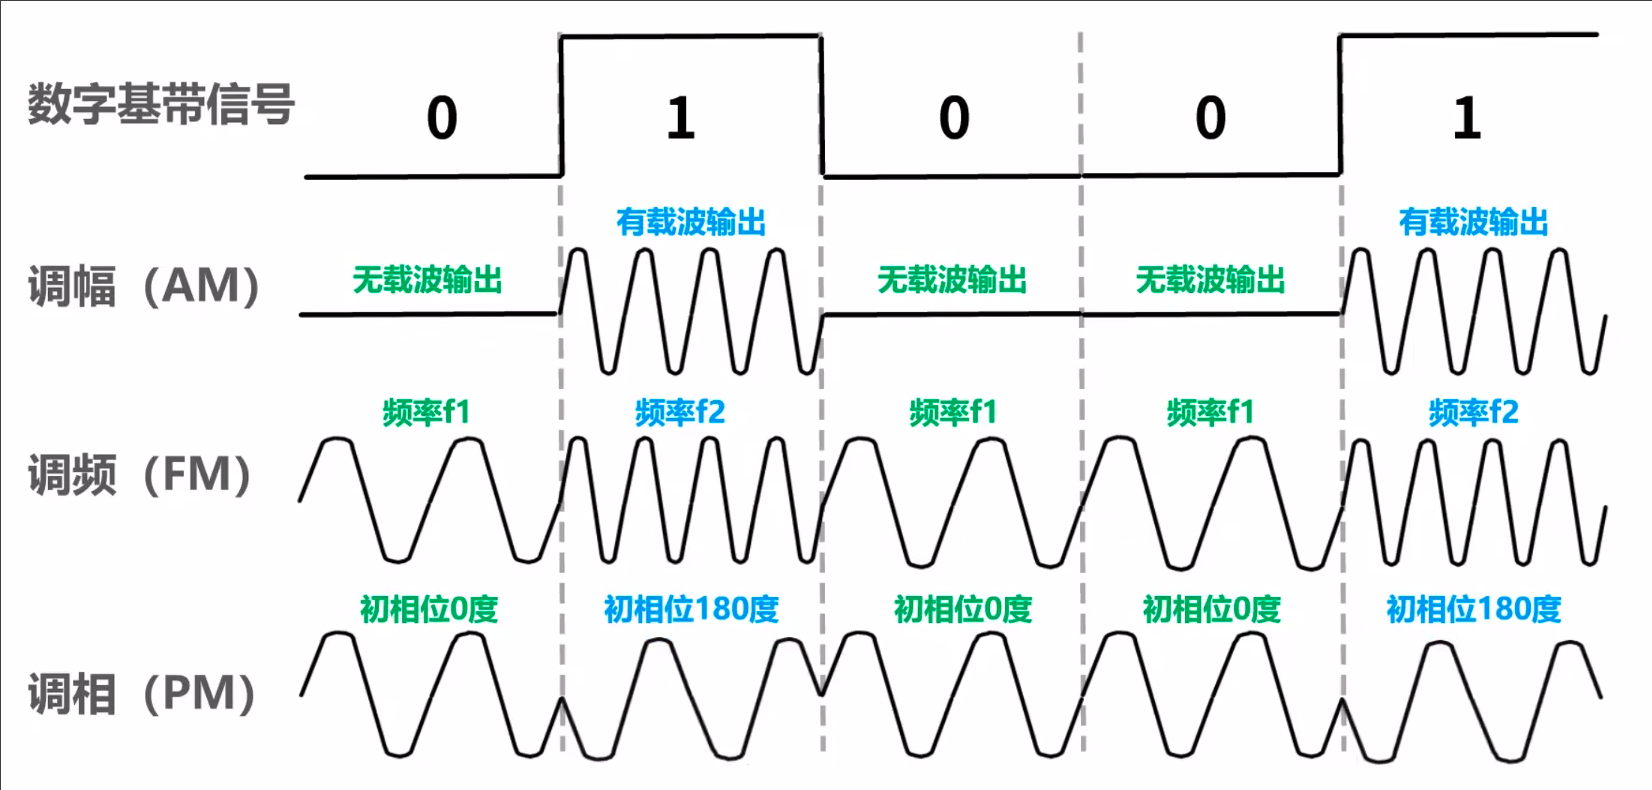 数字基带信号
0 1 0 0 1
有载波输出 有载波输出
调幅（AM） 无载波输出 无载波输出 无载波输出
频率f1 频率f2 频率f1 频率f1 频率f2
调频（FM）
初相位0度 初相位180度 初相位0度 初相位0度 初相位180度
调相（PM）